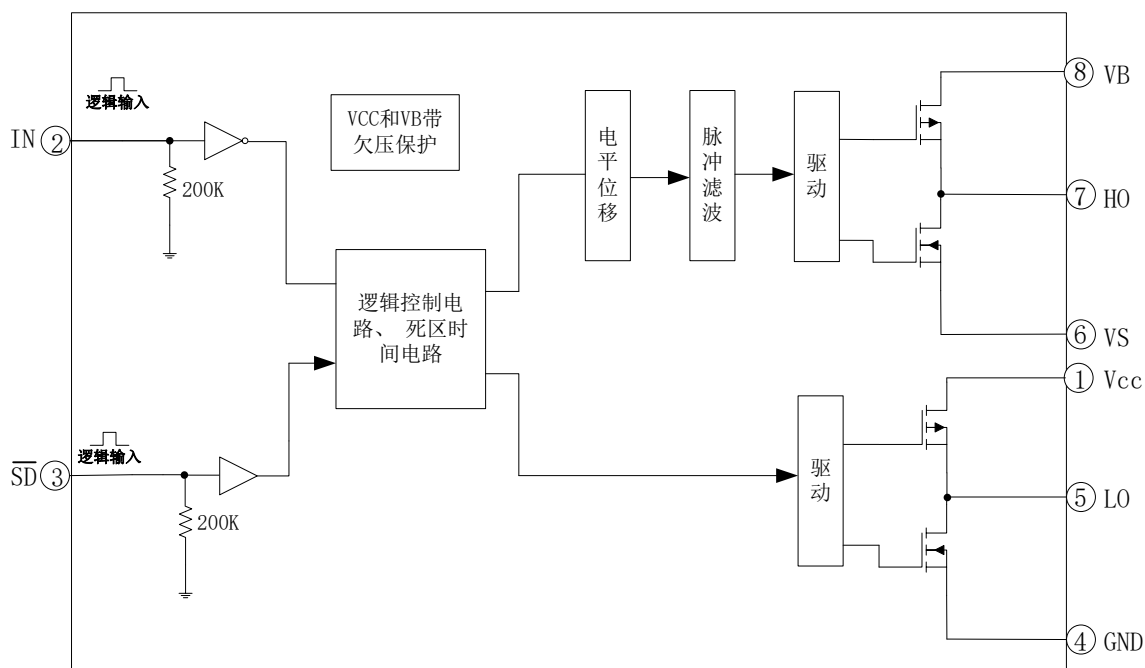 ⑧ VB
逻辑输入
IN ②
200K
VCC和VB带
欠压保护
电平位移
脉冲滤波
驱动
⑦ HO
逻辑控制电
路、 死区时
间电路
⑥ VS
① Vcc
逻辑输入
SD ③
200K
驱动
⑤ LO
④ GND